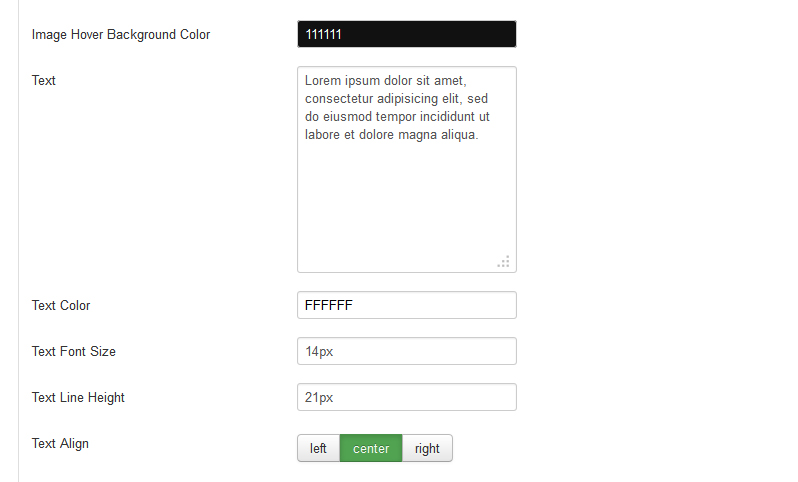 Image Hover Background Color 111111
Text
Lorem ipsum dolor sit amet,
consectetur adipisicing elit, sed
do eiusmod tempor incididunt ut
labore et dolore magna aliqua.
Text Color FFFFFF
Text Font Size 14px
Text Line Height 21px
Text Align left center right